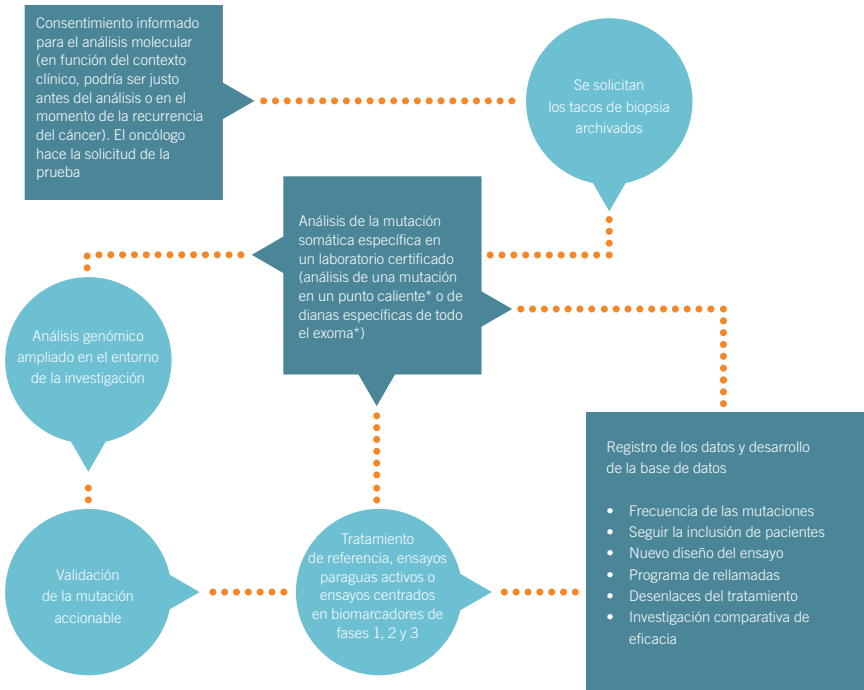 Consentimiento informado
para el análisis molecular
(en función del contexto
clínico, podría ser justo
antes del análisis o en el
momento de la recurrencia
del cáncer). El oncólogo
hace la solicitud de la
prueba
Se solicitan
los tacos de biopsia
archivados
Análisis de la mutación
somática específica en
un laboratorio certificado
(análisis de una mutación
en un punto caliente* o de
dianas específicas de todo
el exoma*)
Análisis genómico
ampliado en el entorno
de la investigación
Validación
de la mutación
accionable
Tratamiento
de referencia, ensayos
paraguas activos o
ensayos centrados
en biomarcadores de
fases 1, 2 y 3
Registro de los datos y desarrollo
de la base de datos
• Frecuencia de las mutaciones
• Seguir la inclusión de pacientes
• Nuevo diseño del ensayo
• Programa de rellamadas
• Desenlaces del tratamiento
• Investigación comparativa de
eficacia